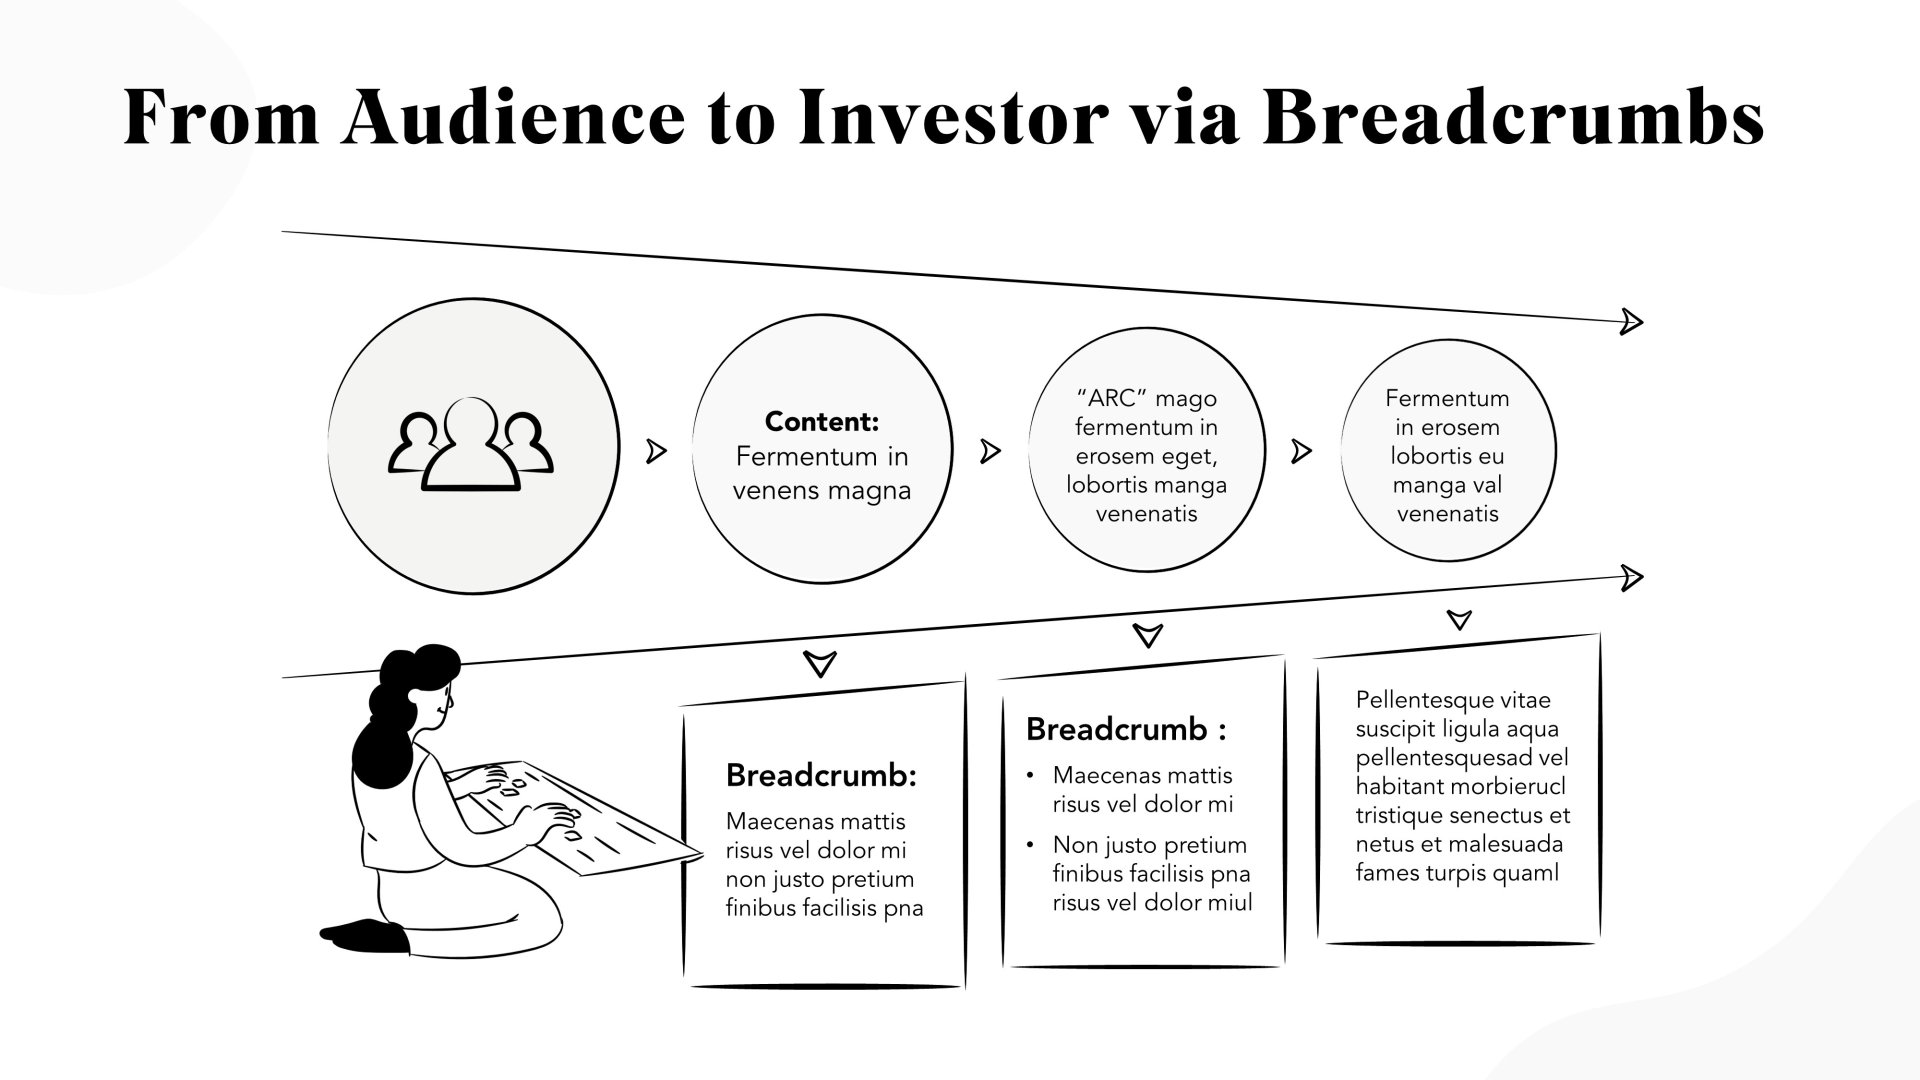 From Audience to Investor via Breadcrumbs
Content:
Fermentum in
venens magna
“ARC” mago
fermentum in
erosem eget,
lobortis manga
venenatis
Fermentum
in erosem
lobortis eu
manga val
venenatis
Breadcrumb:
Maecenas mattis
risus vel dolor mi
non justo pretium
finibus facilisis pna
Breadcrumb :
• Maecenas mattis
risus vel dolor mi
• Non justo pretium
finibus facilisis pna
risus vel dolor miul
Pellentesque vitae
suscipit ligula aqua
pellentesquesad vel
habitant morbierucl
tristique senectus et
netus et malesuada
fames turpis quaml